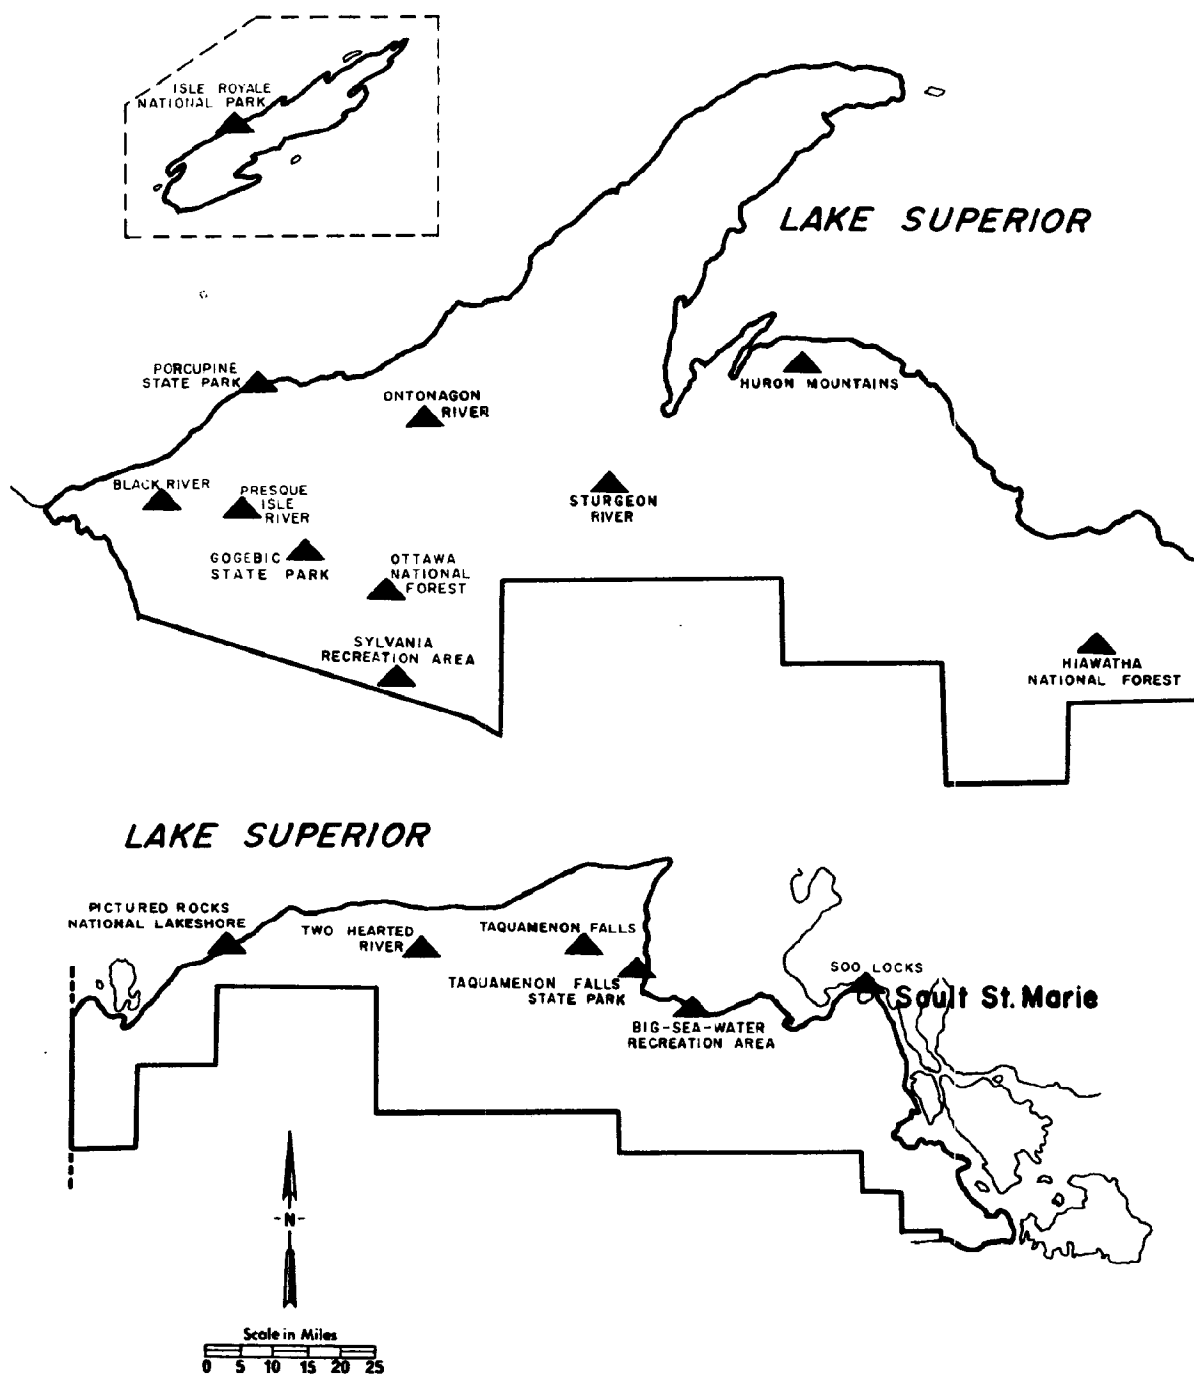 ISLE ROYALE
NATIONAL PARK
LAKE SUPERIOR
PORCUPINE
STATE PARK
ONTONAGON
RIVER
HURON MOUNTAINS
BLACK RIVER
PRESQUE
ISLE
RIVER
STURGEON
RIVER
GOGEBIC
STATE PARK
OTTAWA
NATIONAL
FOREST
SYLVANIA
RECREATION AREA
HIAWATHA
NATIONAL FOREST
LAKE SUPERIOR
PICTURED ROCKS
NATIONAL LAKESHORE
TWO HEARTED
RIVER
TAQUAMENON FALLS
TAQUAMENON FALLS
STATE PARK
SOO LOCKS
Sault St. Marie
BIG-SEA-WATER
RECREATION AREA
-N-
Scale in Miles
0 5 10 15 20 25